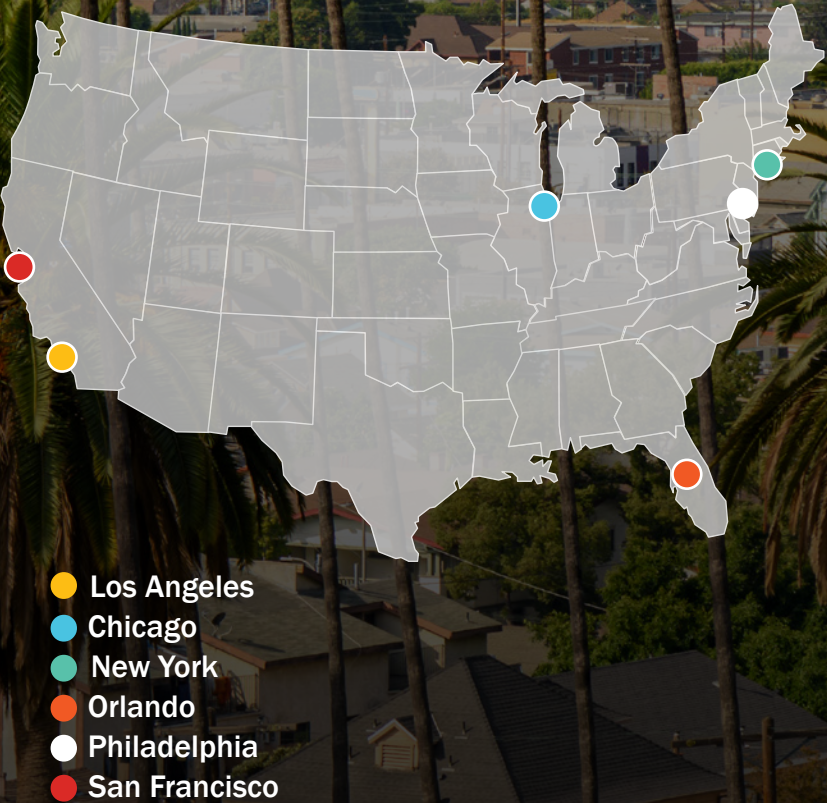 Los Angeles
Chicago
New York
Orlando
Philadelphia
San Francisco